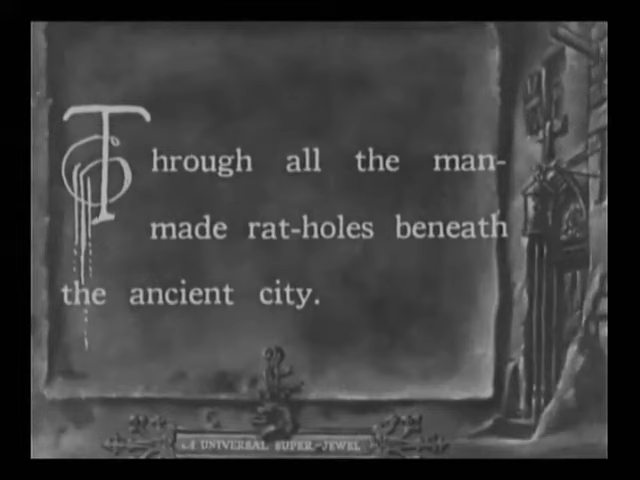 Through all the man-
made rat-holes beneath
the ancient city.
A UNIVERSAL SUPER-JEWEL